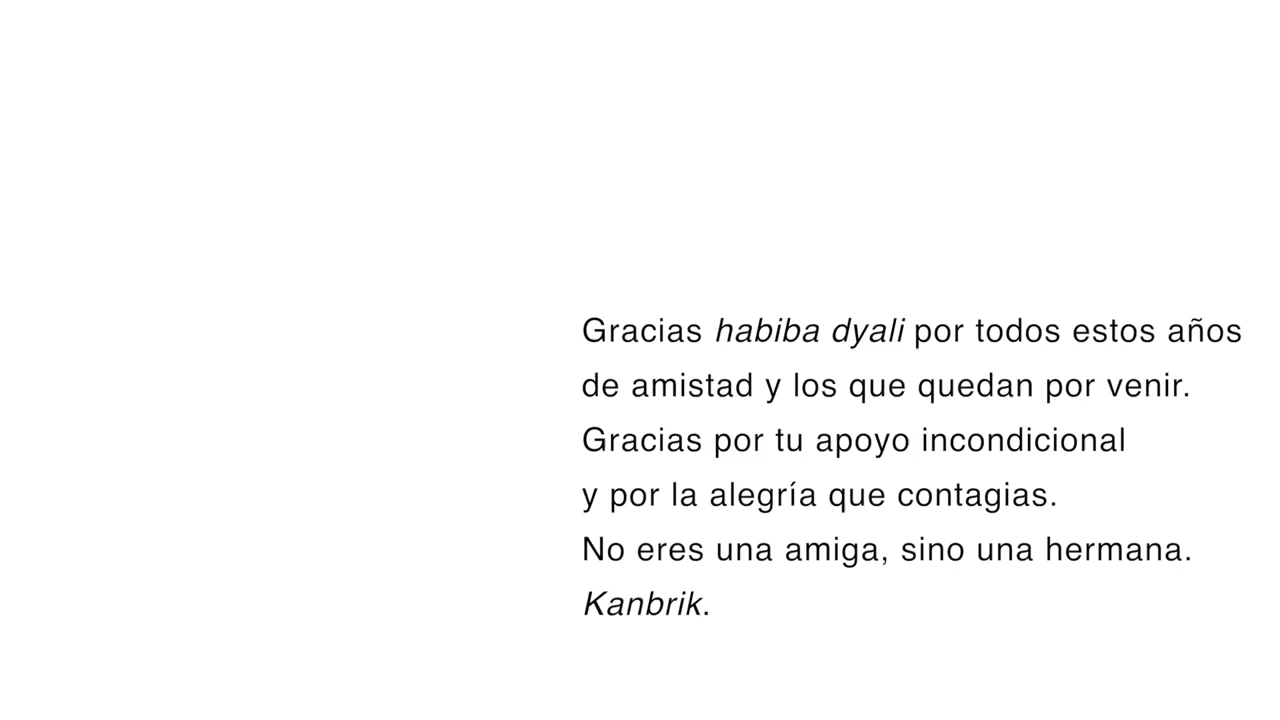 Gracias habiba dyali por todos estos años
de amistad y los que quedan por venir.
Gracias por tu apoyo incondicional
y por la alegría que contagias.
No eres una amiga, sino una hermana.
Kanbrik.